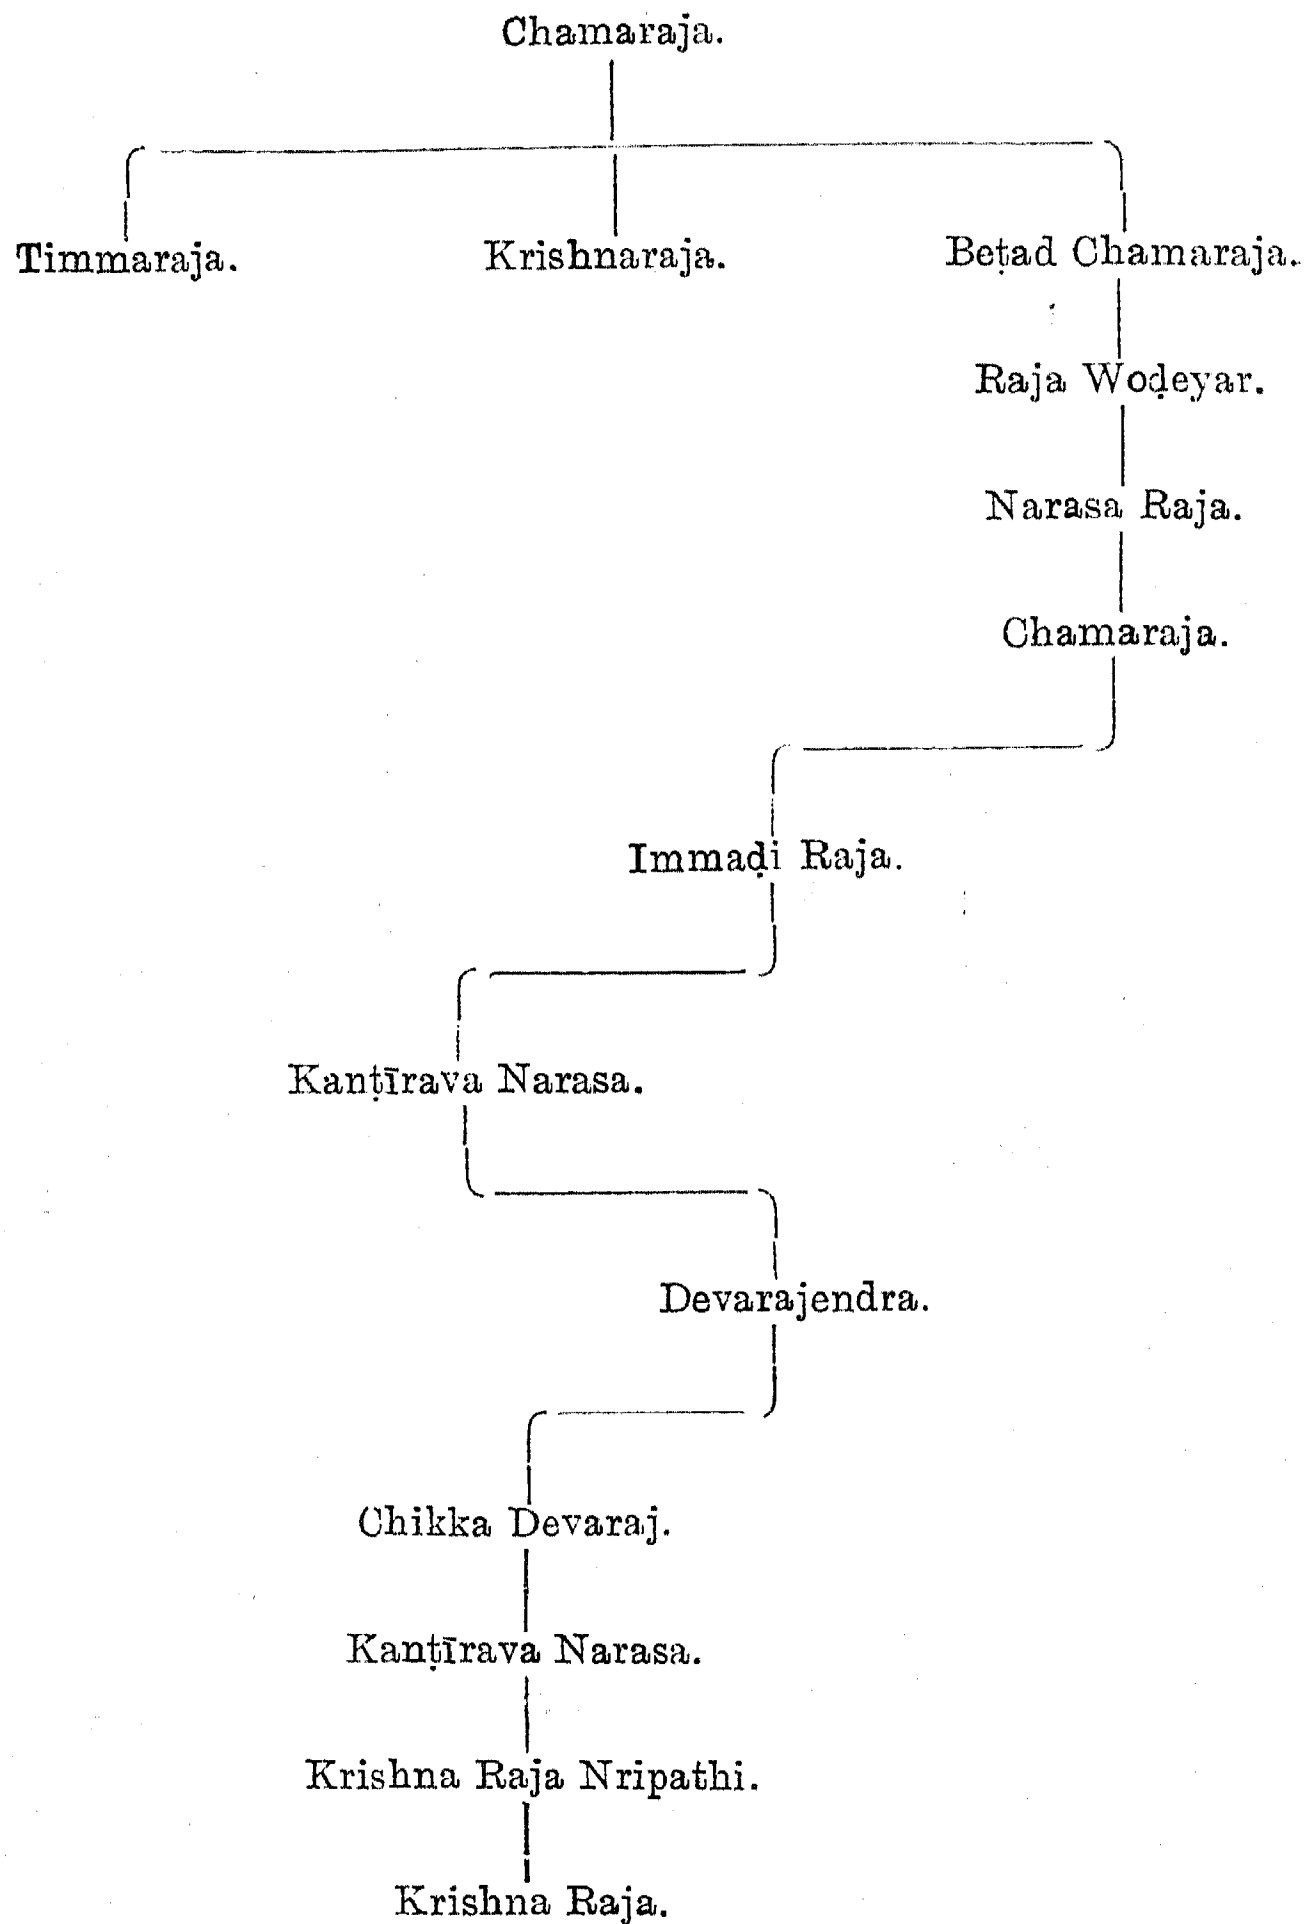 Chamaraja.
Timmaraja. Krishnaraja. Beṭad Chamaraja.
Raja Woḍeyar.
Narasa Raja.
Chamaraja.
Immaḍi Raja.
Kanṭīrava Narasa.
Devarajendra.
Chikka Devaraj.
Kanṭīrava Narasa.
Krishna Raja Nripathi.
Krishna Raja.